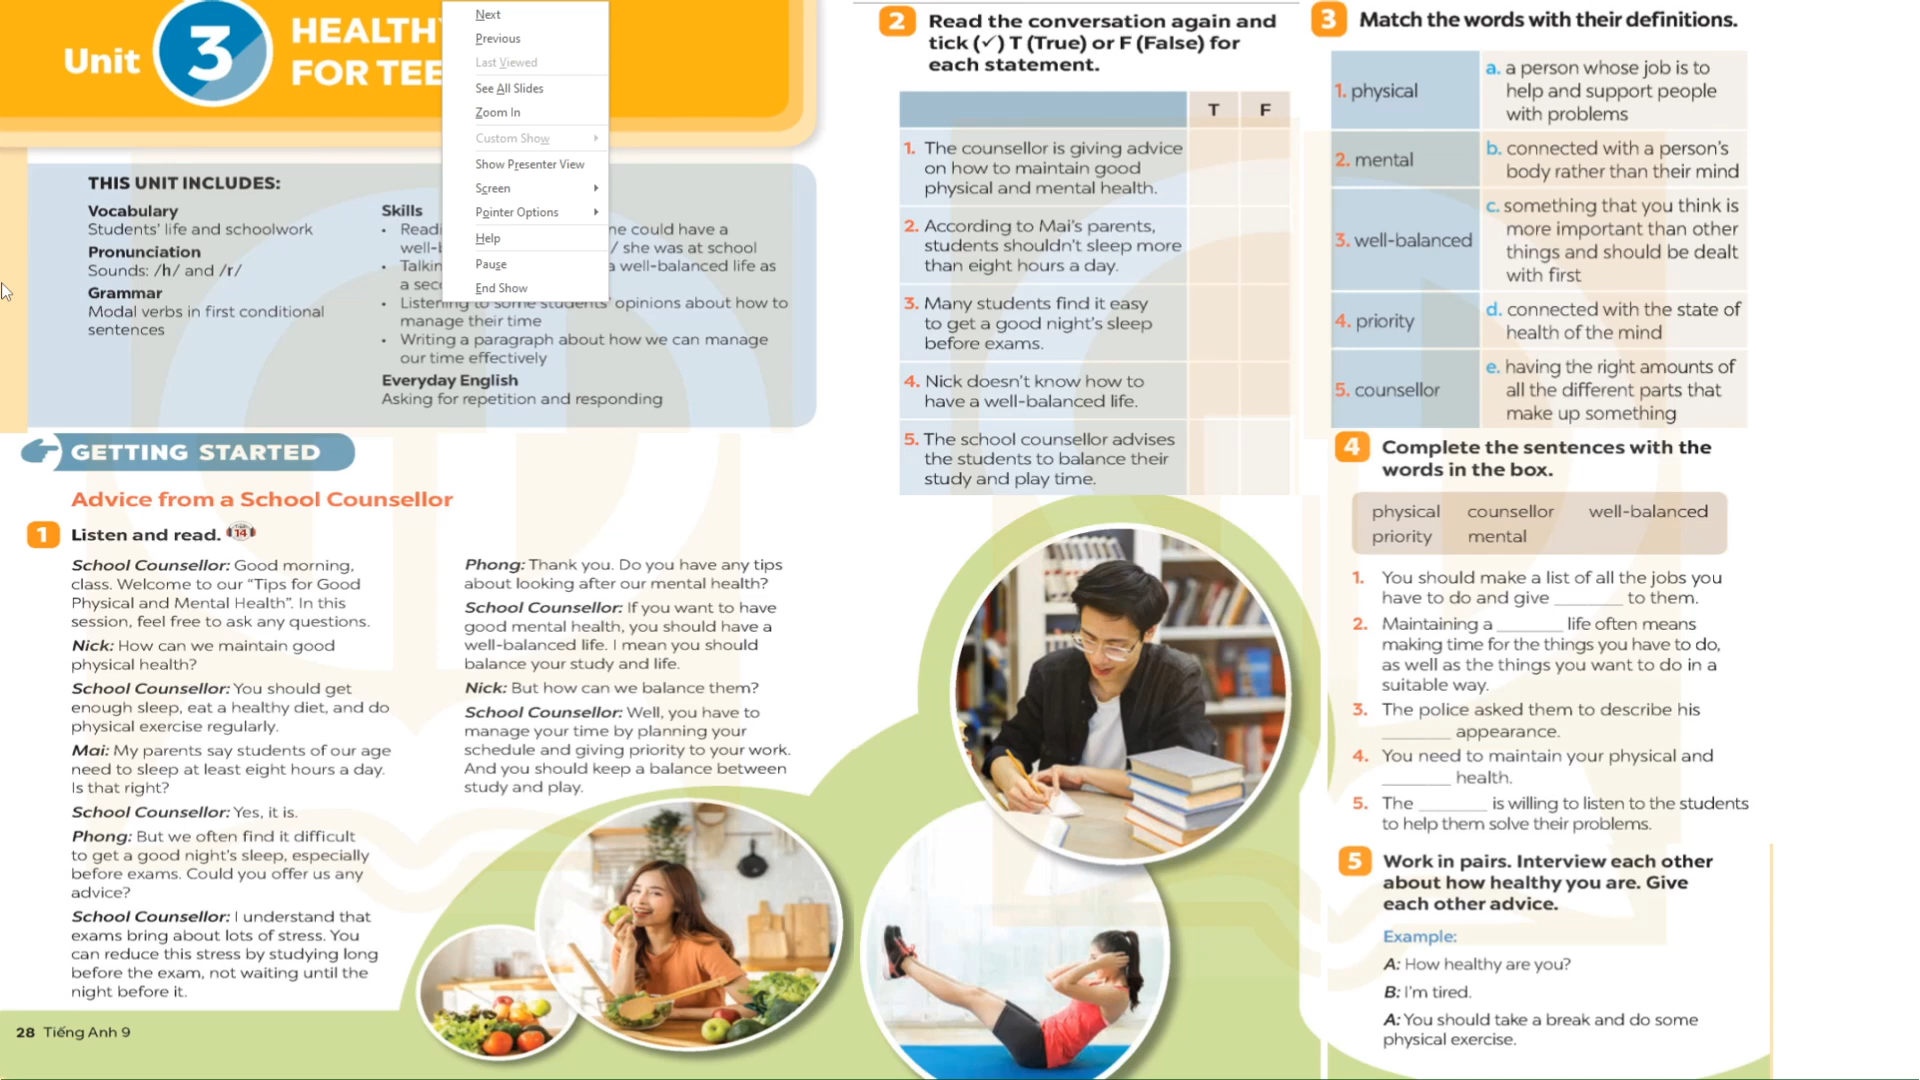 Unit
3
HEALTHY
FOR TEE
Next
Previous
Last Viewed
See All Slides
Zoom In
Custom Show
Show Presenter View
Screen
Pointer Options
Help
Pause
End Show
THIS UNIT INCLUDES:
Vocabulary
Students' life and schoolwork
Pronunciation
Sounds: /h/ and /r/
Grammar
Modal verbs in first conditional
sentences
Skills
• Readi he could have a
well-b / she was at school
• Talkin a well-balanced life as
a sec
• Listening to some students' opinions about how to
manage their time
• Writing a paragraph about how we can manage
our time effectively
Everyday English
Asking for repetition and responding
GETTING STARTED
Advice from a School Counsellor
1 Listen and read. 14
School Counsellor: Good morning,
class. Welcome to our “Tips for Good
Physical and Mental Health”. In this
session, feel free to ask any questions.
Nick: How can we maintain good
physical health?
School Counsellor: You should get
enough sleep, eat a healthy diet, and do
physical exercise regularly.
Mai: My parents say students of our age
need to sleep at least eight hours a day.
Is that right?
School Counsellor: Yes, it is.
Phong: But we often find it difficult
to get a good night's sleep, especially
before exams. Could you offer us any
advice?
School Counsellor: I understand that
exams bring about lots of stress. You
can reduce this stress by studying long
before the exam, not waiting until the
night before it.
Phong: Thank you. Do you have any tips
about looking after our mental health?
School Counsellor: If you want to have
good mental health, you should have a
well-balanced life. I mean you should
balance your study and life.
Nick: But how can we balance them?
School Counsellor: Well, you have to
manage your time by planning your
schedule and giving priority to your work.
And you should keep a balance between
study and play.
28 Tiếng Anh 9
2 Read the conversation again and
tick (✓) T (True) or F (False) for
each statement.
T F
1. The counsellor is giving advice
on how to maintain good
physical and mental health.
2. According to Mai's parents,
students shouldn't sleep more
than eight hours a day.
3. Many students find it easy
to get a good night's sleep
before exams.
4. Nick doesn't know how to
have a well-balanced life.
5. The school counsellor advises
the students to balance their
study and play time.
3 Match the words with their definitions.
1. physical
a. a person whose job is to
help and support people
with problems
2. mental
b. connected with a person's
body rather than their mind
3. well-balanced
c. something that you think is
more important than other
things and should be dealt
with first
4. priority
d. connected with the state of
health of the mind
5. counsellor
e. having the right amounts of
all the different parts that
make up something
4 Complete the sentences with the
words in the box.
physical counsellor well-balanced
priority mental
1. You should make a list of all the jobs you
have to do and give ________ to them.
2. Maintaining a ________ life often means
making time for the things you have to do,
as well as the things you want to do in a
suitable way.
3. The police asked them to describe his
________ appearance.
4. You need to maintain your physical and
________ health.
5. The ________ is willing to listen to the students
to help them solve their problems.
5 Work in pairs. Interview each other
about how healthy you are. Give
each other advice.
Example:
A: How healthy are you?
B: I'm tired.
A: You should take a break and do some
physical exercise.